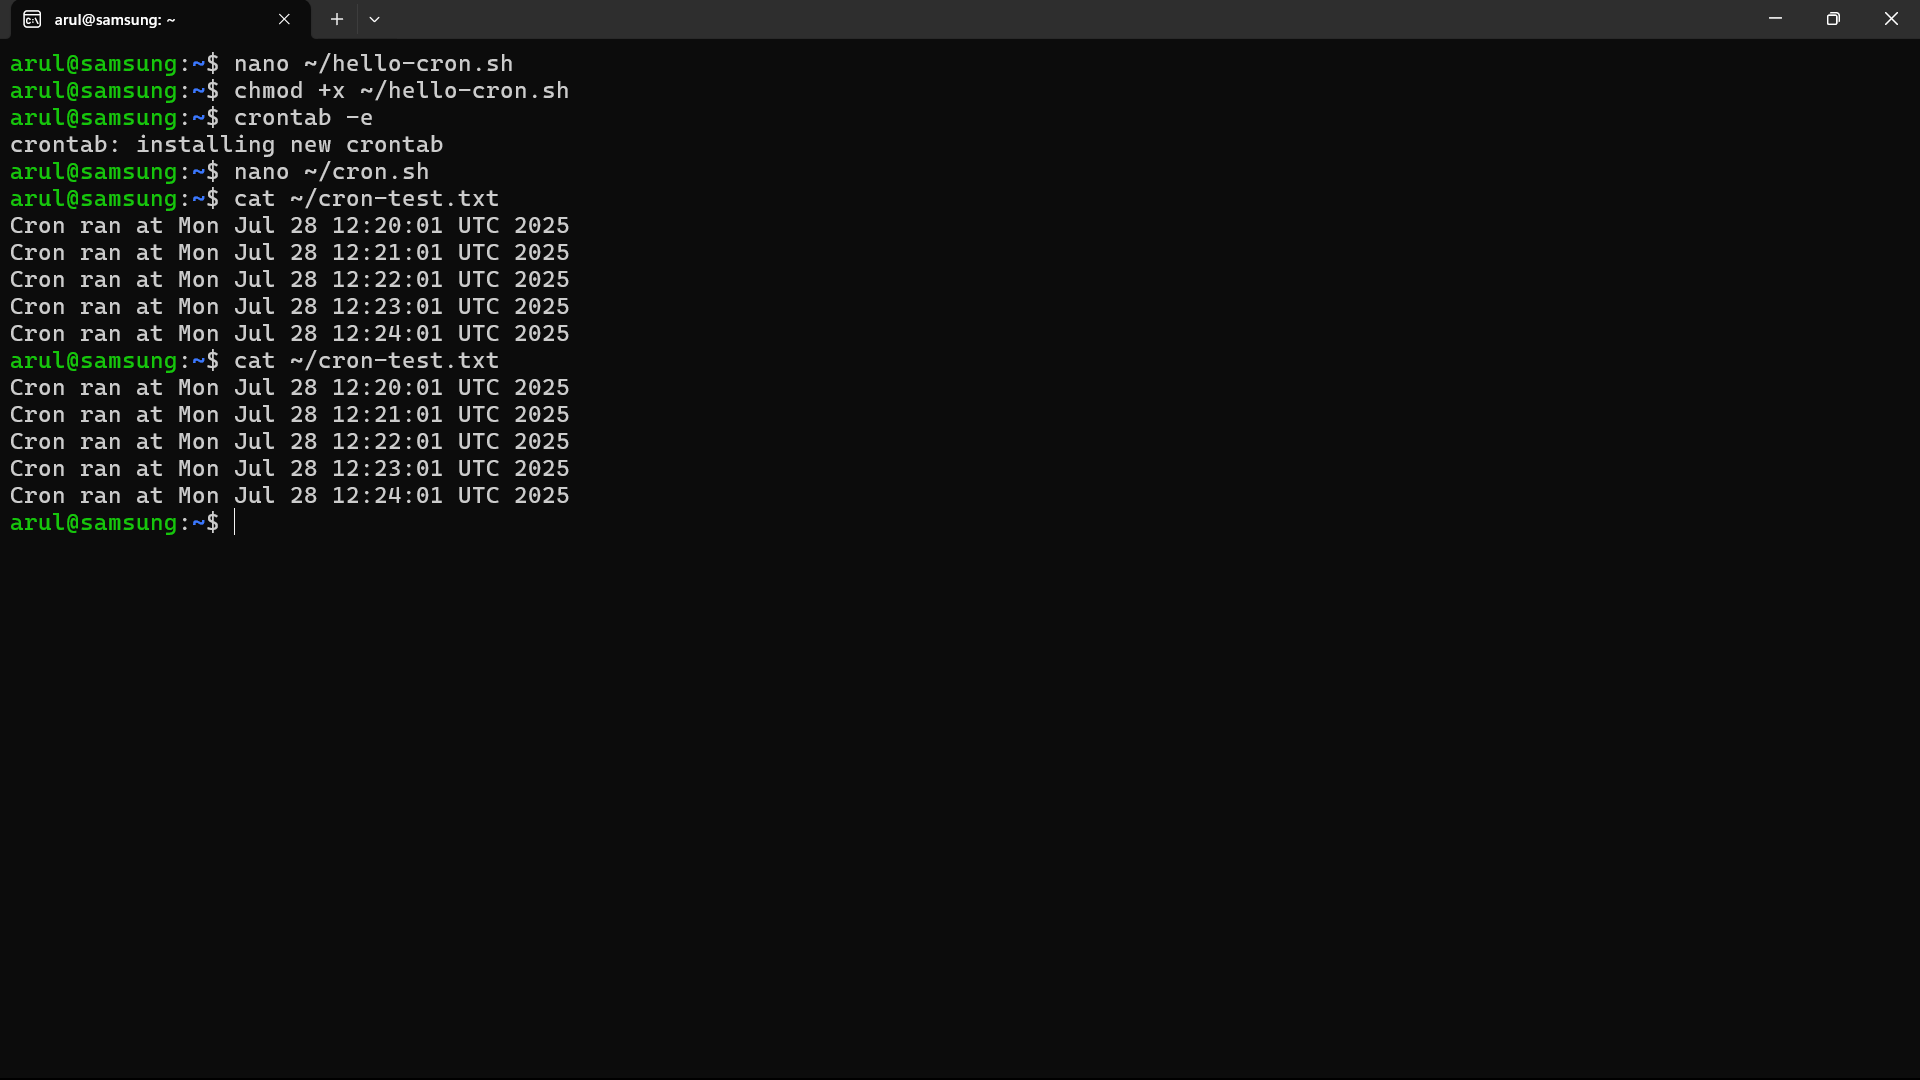 arul@samsung: ~
arul@samsung:~$ nano ~/hello-cron.sh
arul@samsung:~$ chmod +x ~/hello-cron.sh
arul@samsung:~$ crontab -e
crontab: installing new crontab
arul@samsung:~$ nano ~/cron.sh
arul@samsung:~$ cat ~/cron-test.txt
Cron ran at Mon Jul 28 12:20:01 UTC 2025
Cron ran at Mon Jul 28 12:21:01 UTC 2025
Cron ran at Mon Jul 28 12:22:01 UTC 2025
Cron ran at Mon Jul 28 12:23:01 UTC 2025
Cron ran at Mon Jul 28 12:24:01 UTC 2025
arul@samsung:~$ cat ~/cron-test.txt
Cron ran at Mon Jul 28 12:20:01 UTC 2025
Cron ran at Mon Jul 28 12:21:01 UTC 2025
Cron ran at Mon Jul 28 12:22:01 UTC 2025
Cron ran at Mon Jul 28 12:23:01 UTC 2025
Cron ran at Mon Jul 28 12:24:01 UTC 2025
arul@samsung:~$